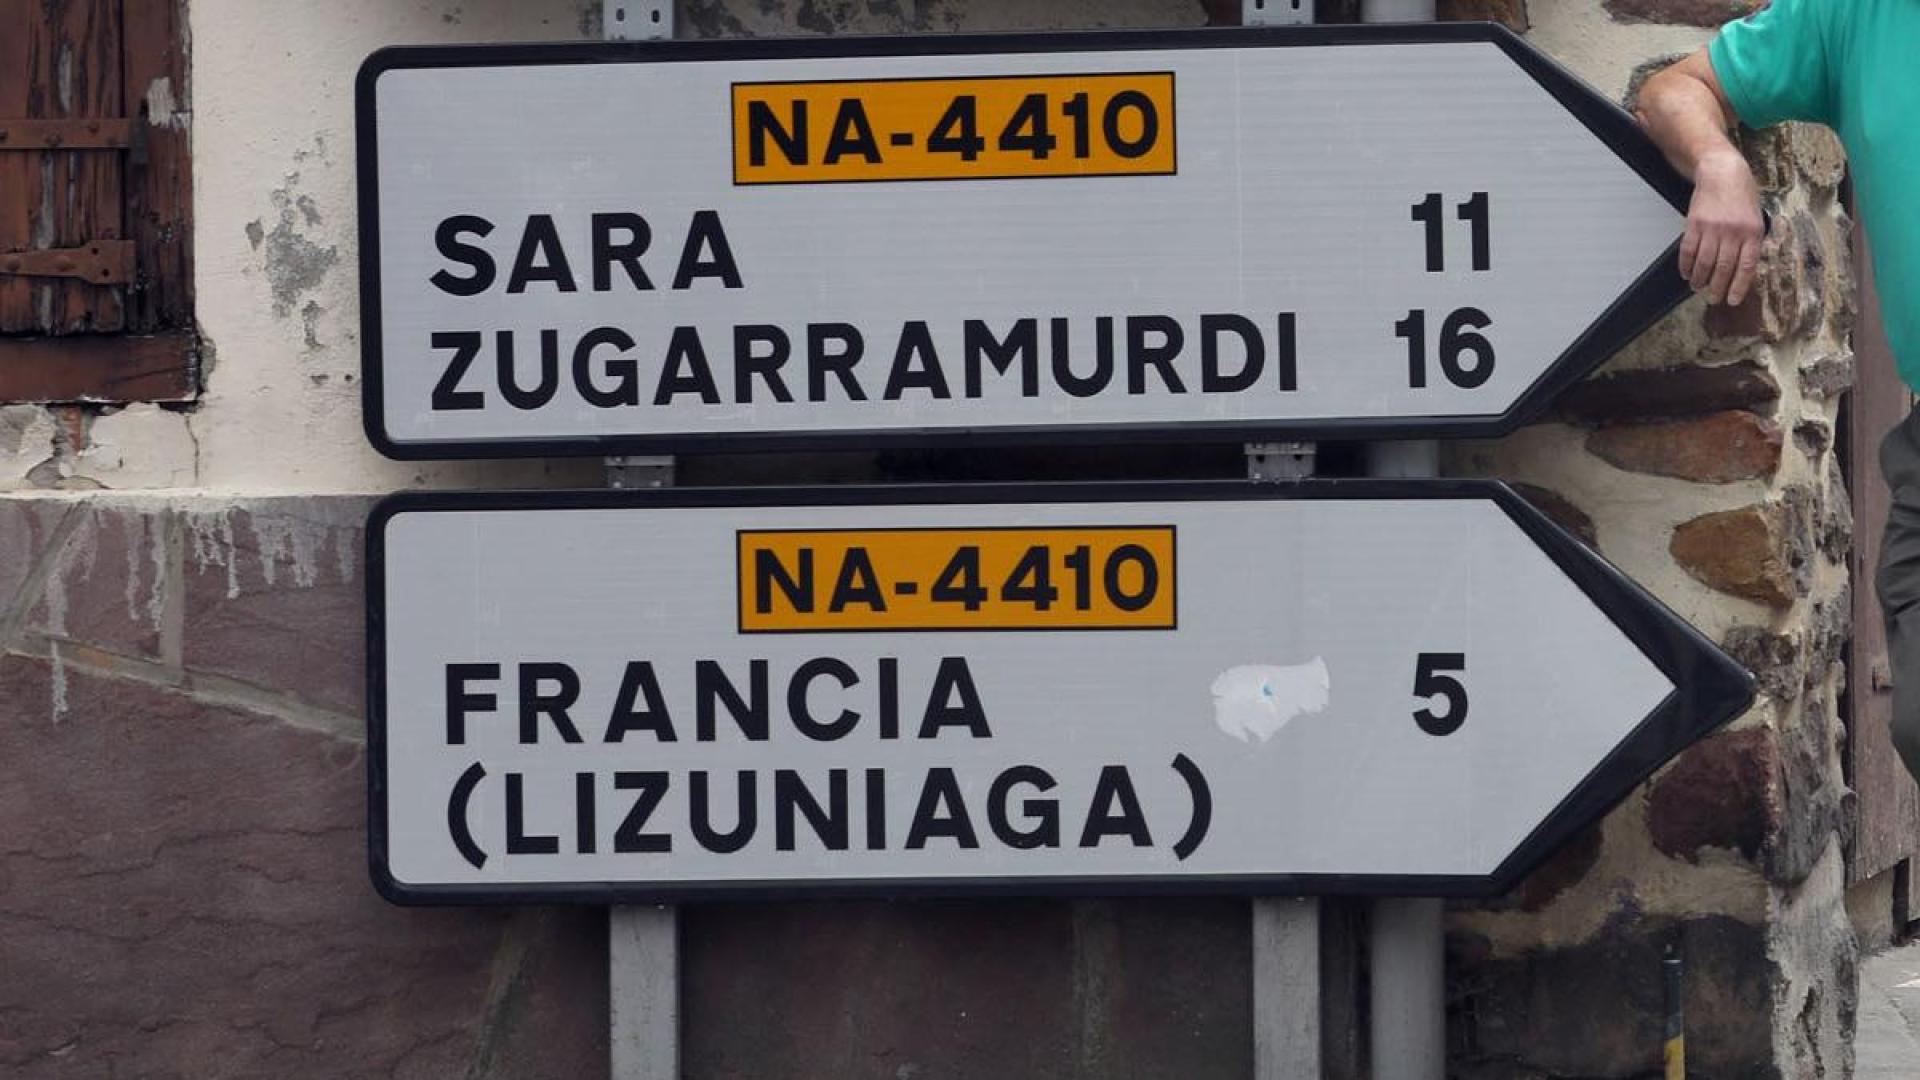 NA-4410
SARA 11
ZUGARRAMURDI 16
NA-4410
FRANCIA 5
(LIZUNIAGA)